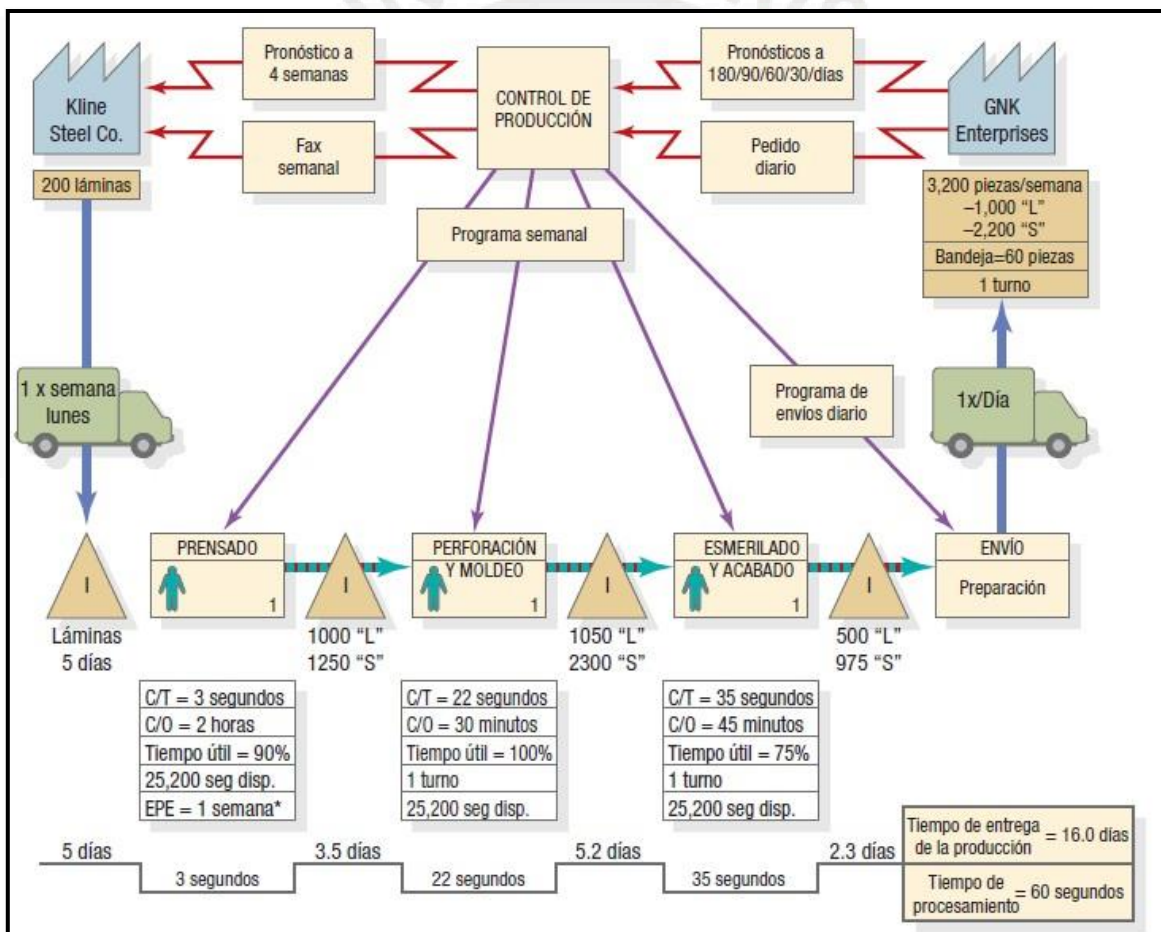 Pronóstico a
4 semanas
Pronósticos a
180/90/60/30/días
Kline
Steel Co.
CONTROL DE
PRODUCCIÓN
GNK
Enterprises
Fax
semanal
Pedido
diario
200 láminas
3,200 piezas/semana
–1,000 “L”
–2,200 “S”
Bandeja=60 piezas
1 turno
Programa semanal
1 x semana
lunes
Programa de
envíos diario
1x/Día
I
Láminas
5 días
PRENSADO
1
I
1000 “L”
1250 “S”
PERFORACIÓN
Y MOLDEO
1
I
1050 “L”
2300 “S”
ESMERILADO
Y ACABADO
1
I
500 “L”
975 “S”
ENVÍO
Preparación
C/T = 3 segundos
C/O = 2 horas
Tiempo útil = 90%
25,200 seg disp.
EPE = 1 semana*
C/T = 22 segundos
C/O = 30 minutos
Tiempo útil = 100%
1 turno
25,200 seg disp.
C/T = 35 segundos
C/O = 45 minutos
Tiempo útil = 75%
1 turno
25,200 seg disp.
5 días
3 segundos
3.5 días
22 segundos
5.2 días
35 segundos
2.3 días
Tiempo de entrega
de la producción = 16.0 días
Tiempo de
procesamiento = 60 segundos